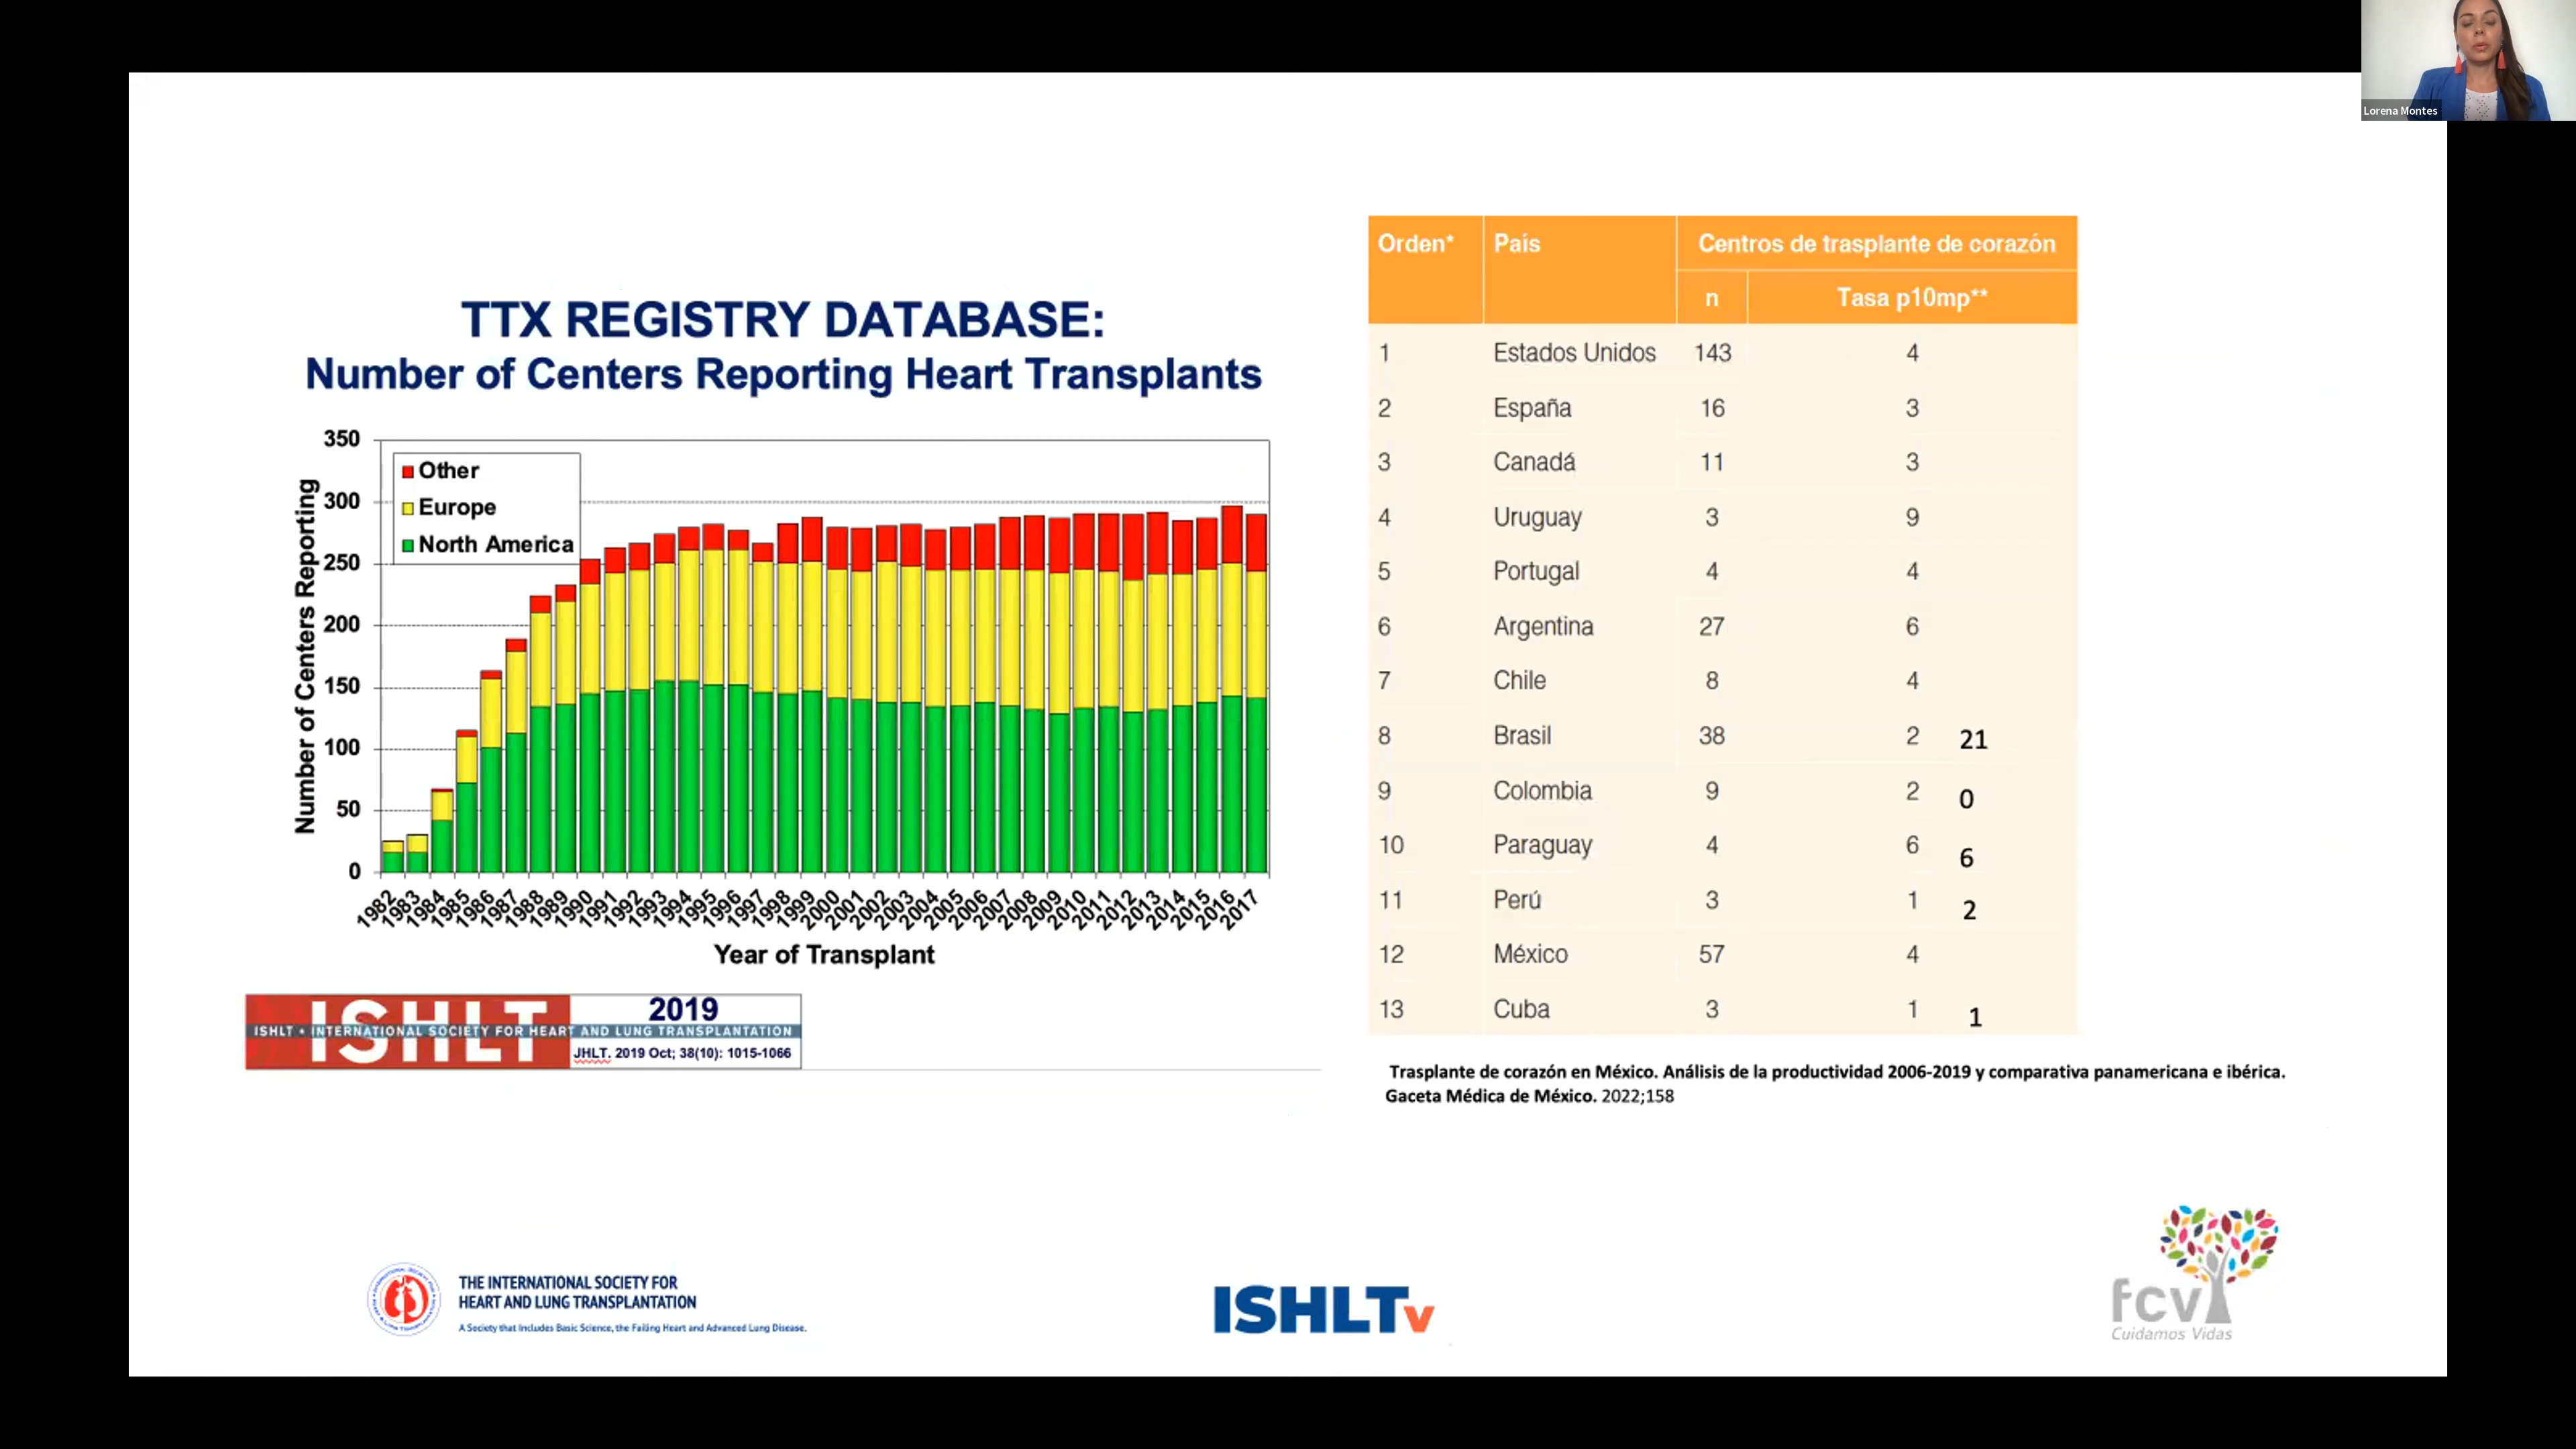 Lorena Montes
TTX REGISTRY DATABASE:
Number of Centers Reporting Heart Transplants
Number of Centers Reporting
350
300
250
200
150
100
50
0
Other
Europe
North America
1982 1983 1984 1985 1986 1987 1988 1989 1990 1991 1992 1993 1994 1995 1996 1997 1998 1999 2000 2001 2002 2003 2004 2005 2006 2007 2008 2009 2010 2011 2012 2013 2014 2015 2016 2017
Year of Transplant
ISHLT
2019
ISHLT • INTERNATIONAL SOCIETY FOR HEART AND LUNG TRANSPLANTATION
JHLT. 2019 Oct; 38(10): 1015-1066
Orden* País Centros de trasplante de corazón
n Tasa p10mp**
1 Estados Unidos 143 4
2 España 16 3
3 Canadá 11 3
4 Uruguay 3 9
5 Portugal 4 4
6 Argentina 27 6
7 Chile 8 4
8 Brasil 38 2 21
9 Colombia 9 2 0
10 Paraguay 4 6 6
11 Perú 3 1 2
12 México 57 4
13 Cuba 3 1 1
Trasplante de corazón en México. Análisis de la productividad 2006-2019 y comparativa panamericana e ibérica.
Gaceta Médica de México. 2022;158
THE INTERNATIONAL SOCIETY FOR
HEART AND LUNG TRANSPLANTATION
A Society that Includes Basic Science, the Failing Heart and Advanced Lung Disease.
ISHLTv
fcv
Cuidamos Vidas